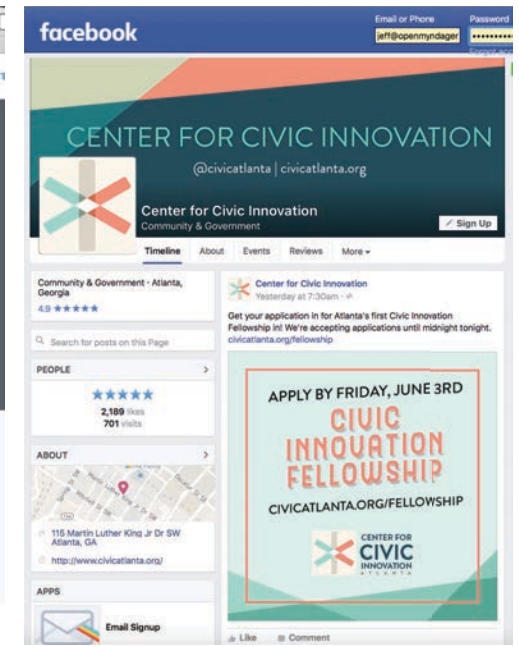 facebook
Email or Phone
Password
jeff@openmyndager
CENTER FOR CIVIC INNOVATION
@civicatlanta | civicatlanta.org
Center for Civic Innovation
Community & Government
Sign Up
Timeline About Events Reviews More
Community & Government · Atlanta,
Georgia
4.9 ★★★★★
Search for posts on this Page
PEOPLE
★★★★★
2,189 likes
701 visits
ABOUT
115 Martin Luther King Jr Dr SW
Atlanta, GA
http://www.civicatlanta.org/
APPS
Email Signup
Center for Civic Innovation
Yesterday at 7:30am ·
Get your application in for Atlanta's first Civic Innovation
Fellowship in! We're accepting applications until midnight tonight.
civicatlanta.org/fellowship
APPLY BY FRIDAY, JUNE 3RD
CIVIC
INNOVATION
FELLOWSHIP
CIVICATLANTA.ORG/FELLOWSHIP
CENTER FOR
CIVIC
INNOVATION
ATLANTA
Like Comment